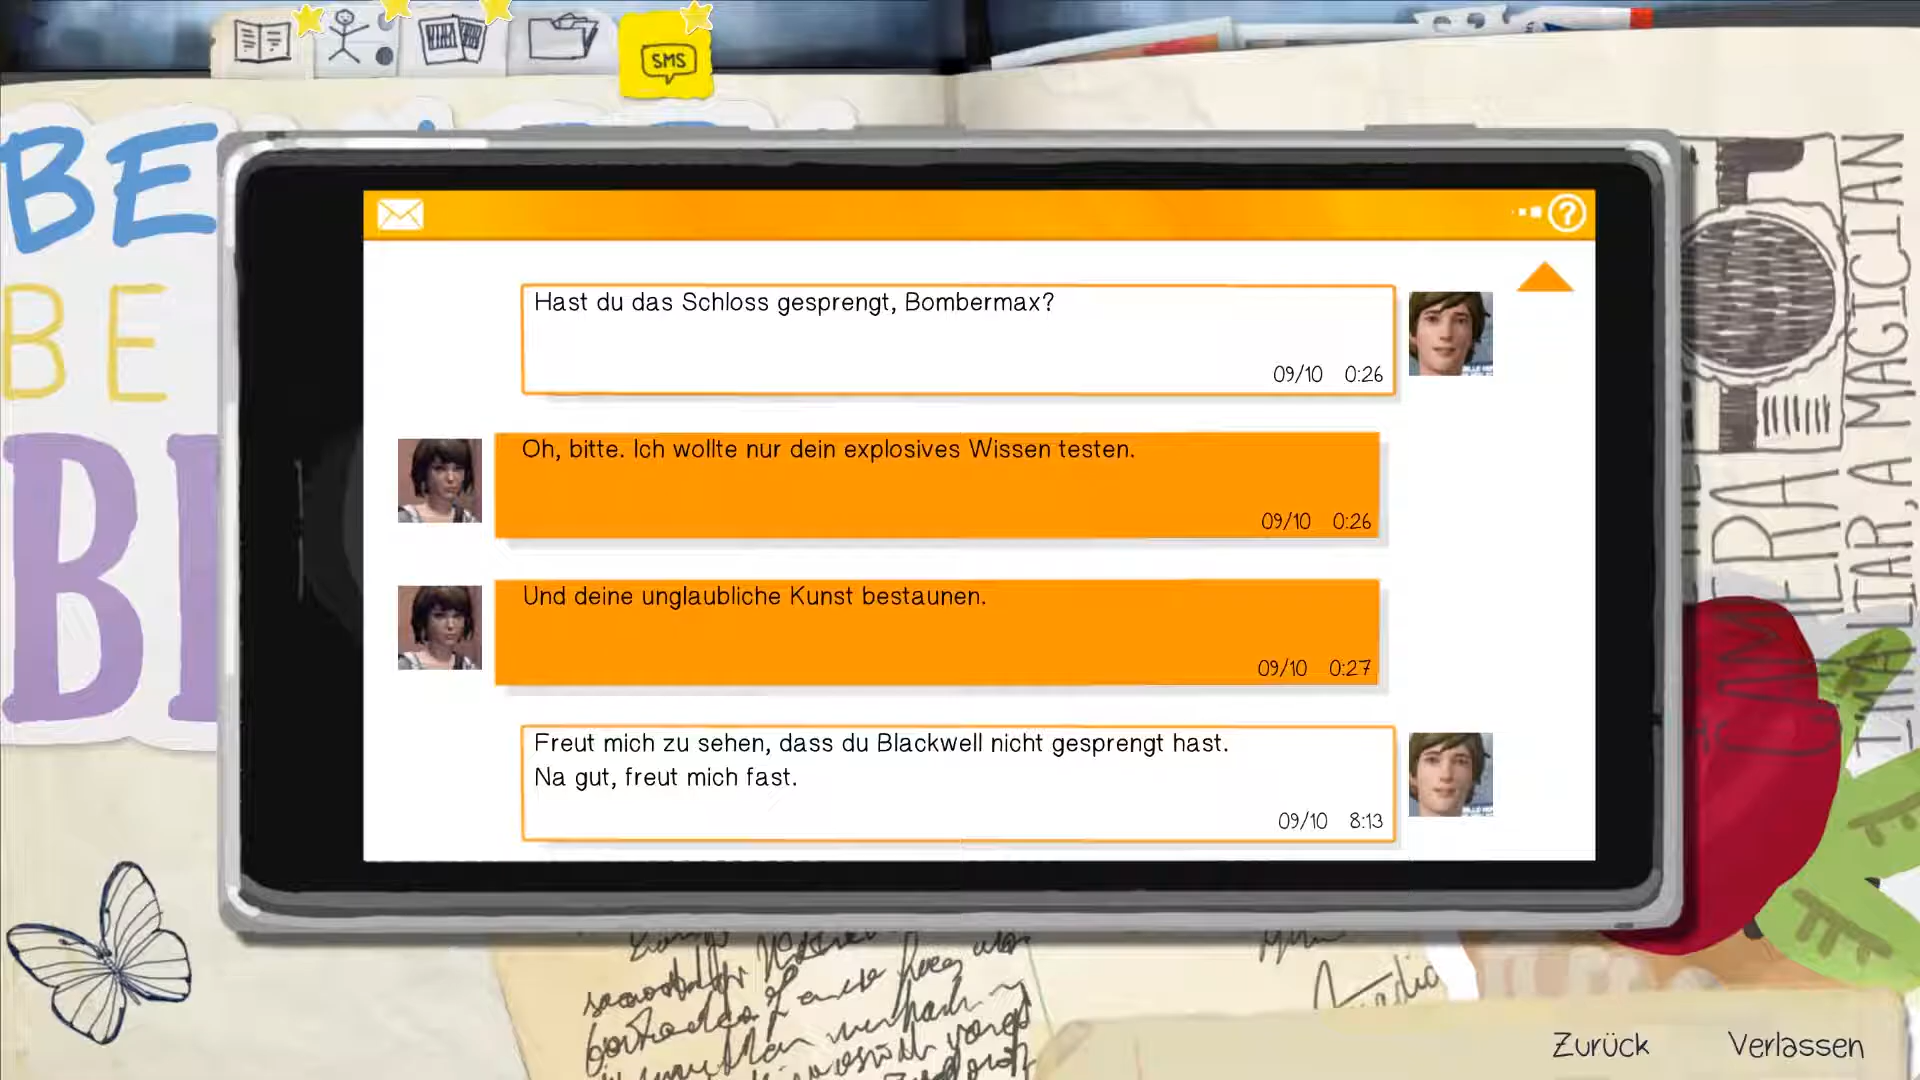 SMS
BE
BE
Hast du das Schloss gesprengt, Bombermax?
09/10 0:26
Oh, bitte. Ich wollte nur dein explosives Wissen testen.
09/10 0:26
Und deine unglaubliche Kunst bestaunen.
09/10 0:27
Freut mich zu sehen, dass du Blackwell nicht gesprengt hast.
Na gut, freut mich fast.
09/10 8:13
LIAR, A MAGICIAN
Zurück Verlassen